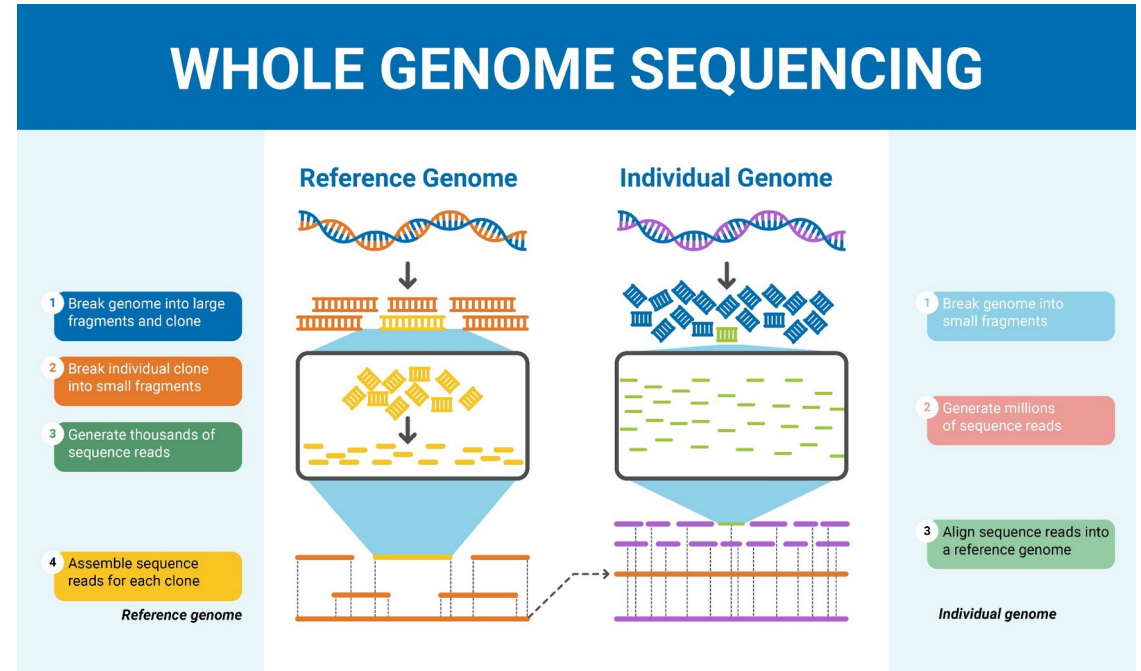 WHOLE GENOME SEQUENCING
Reference Genome
Individual Genome
1 Break genome into large
fragments and clone
2 Break individual clone
into small fragments
3 Generate thousands of
sequence reads
4 Assemble sequence
reads for each clone
Reference genome
1 Break genome into
small fragments
2 Generate millions
of sequence reads
3 Align sequence reads into
a reference genome
Individual genome